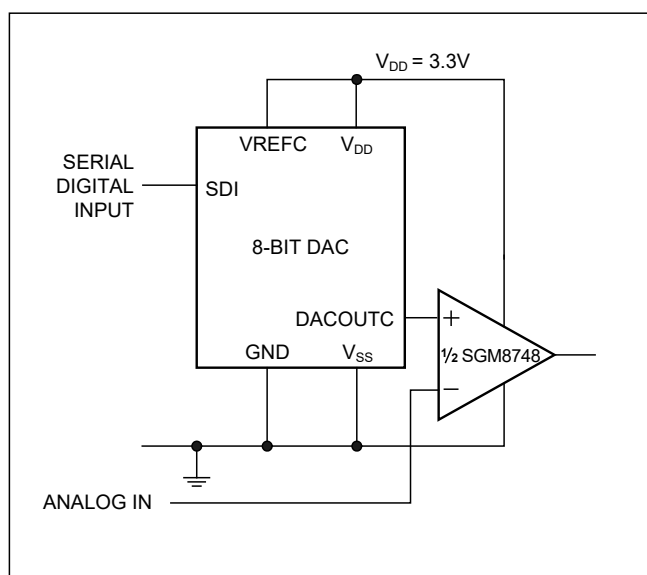 V_DD = 3.3V
VREFC
V_DD
SERIAL
DIGITAL
INPUT
SDI
8-BIT DAC
DACOUTC
+
½ SGM8748
−
GND
V_SS
ANALOG IN